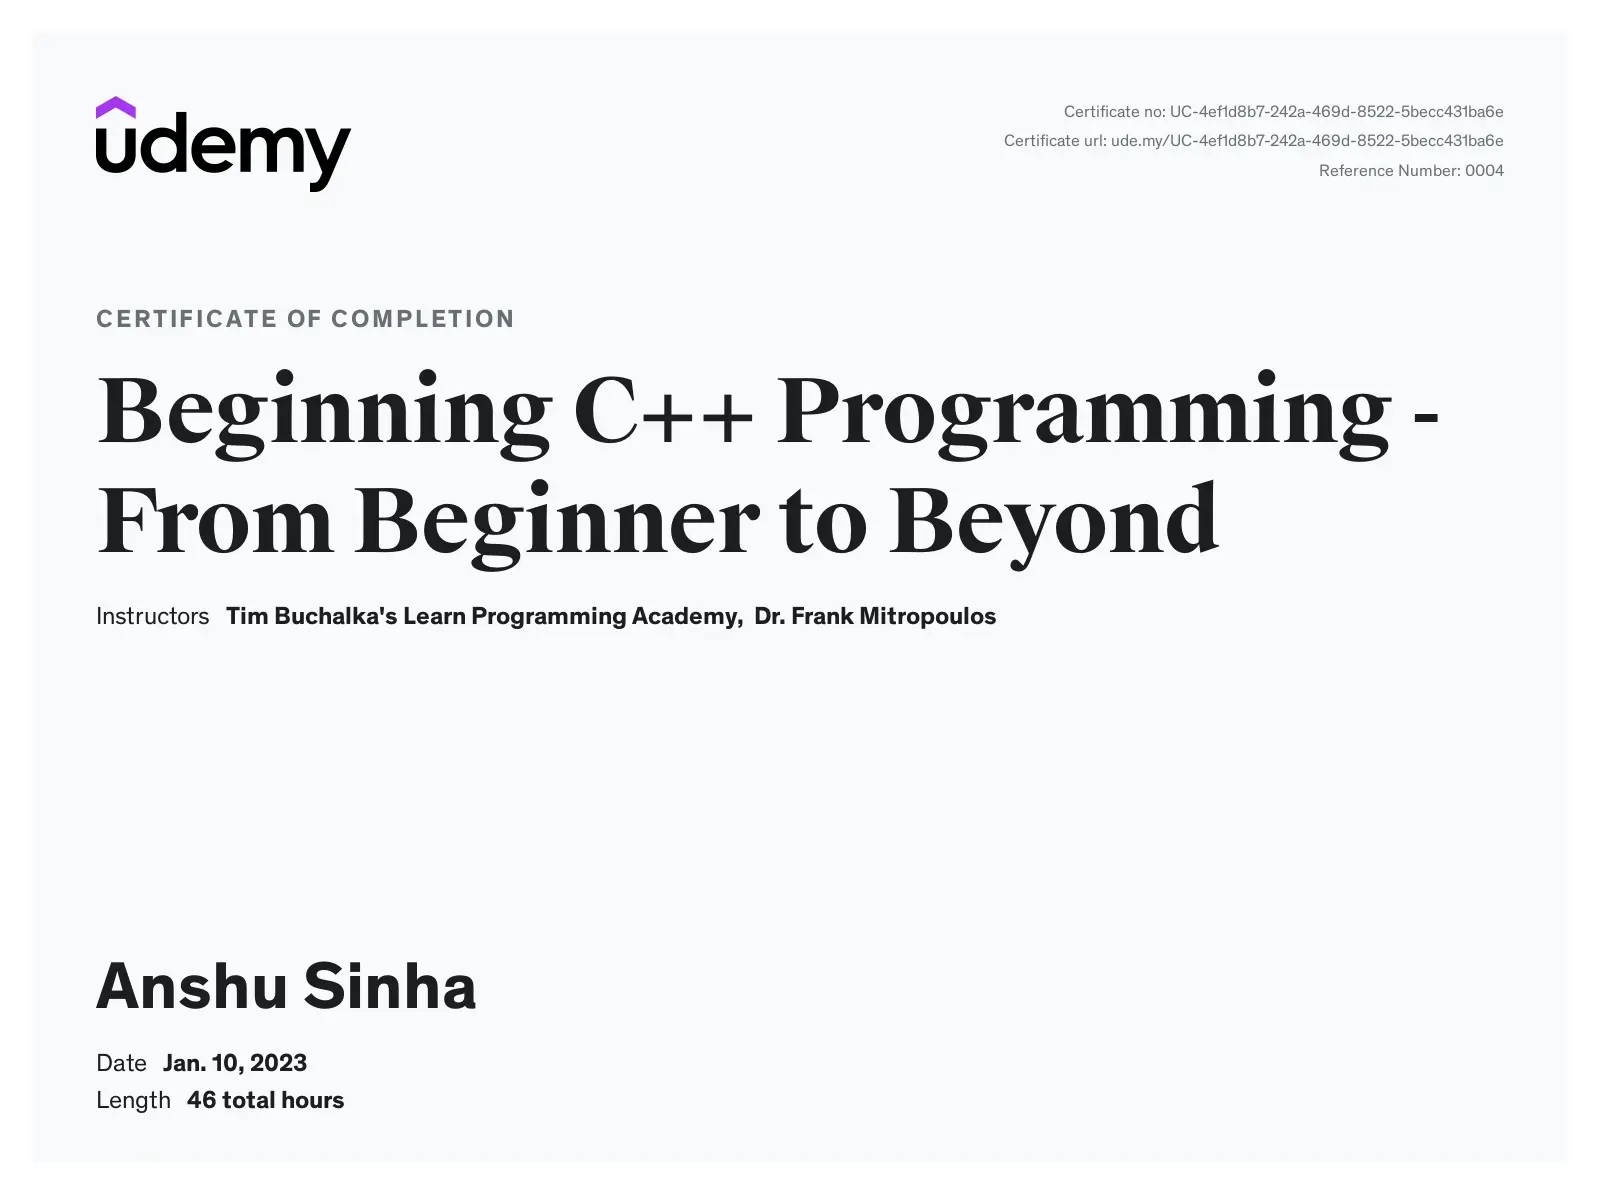 udemy
Certificate no: UC-4ef1d8b7-242a-469d-8522-5becc431ba6e
Certificate url: ude.my/UC-4ef1d8b7-242a-469d-8522-5becc431ba6e
Reference Number: 0004
CERTIFICATE OF COMPLETION
Beginning C++ Programming -
From Beginner to Beyond
Instructors Tim Buchalka's Learn Programming Academy, Dr. Frank Mitropoulos
Anshu Sinha
Date Jan. 10, 2023
Length 46 total hours